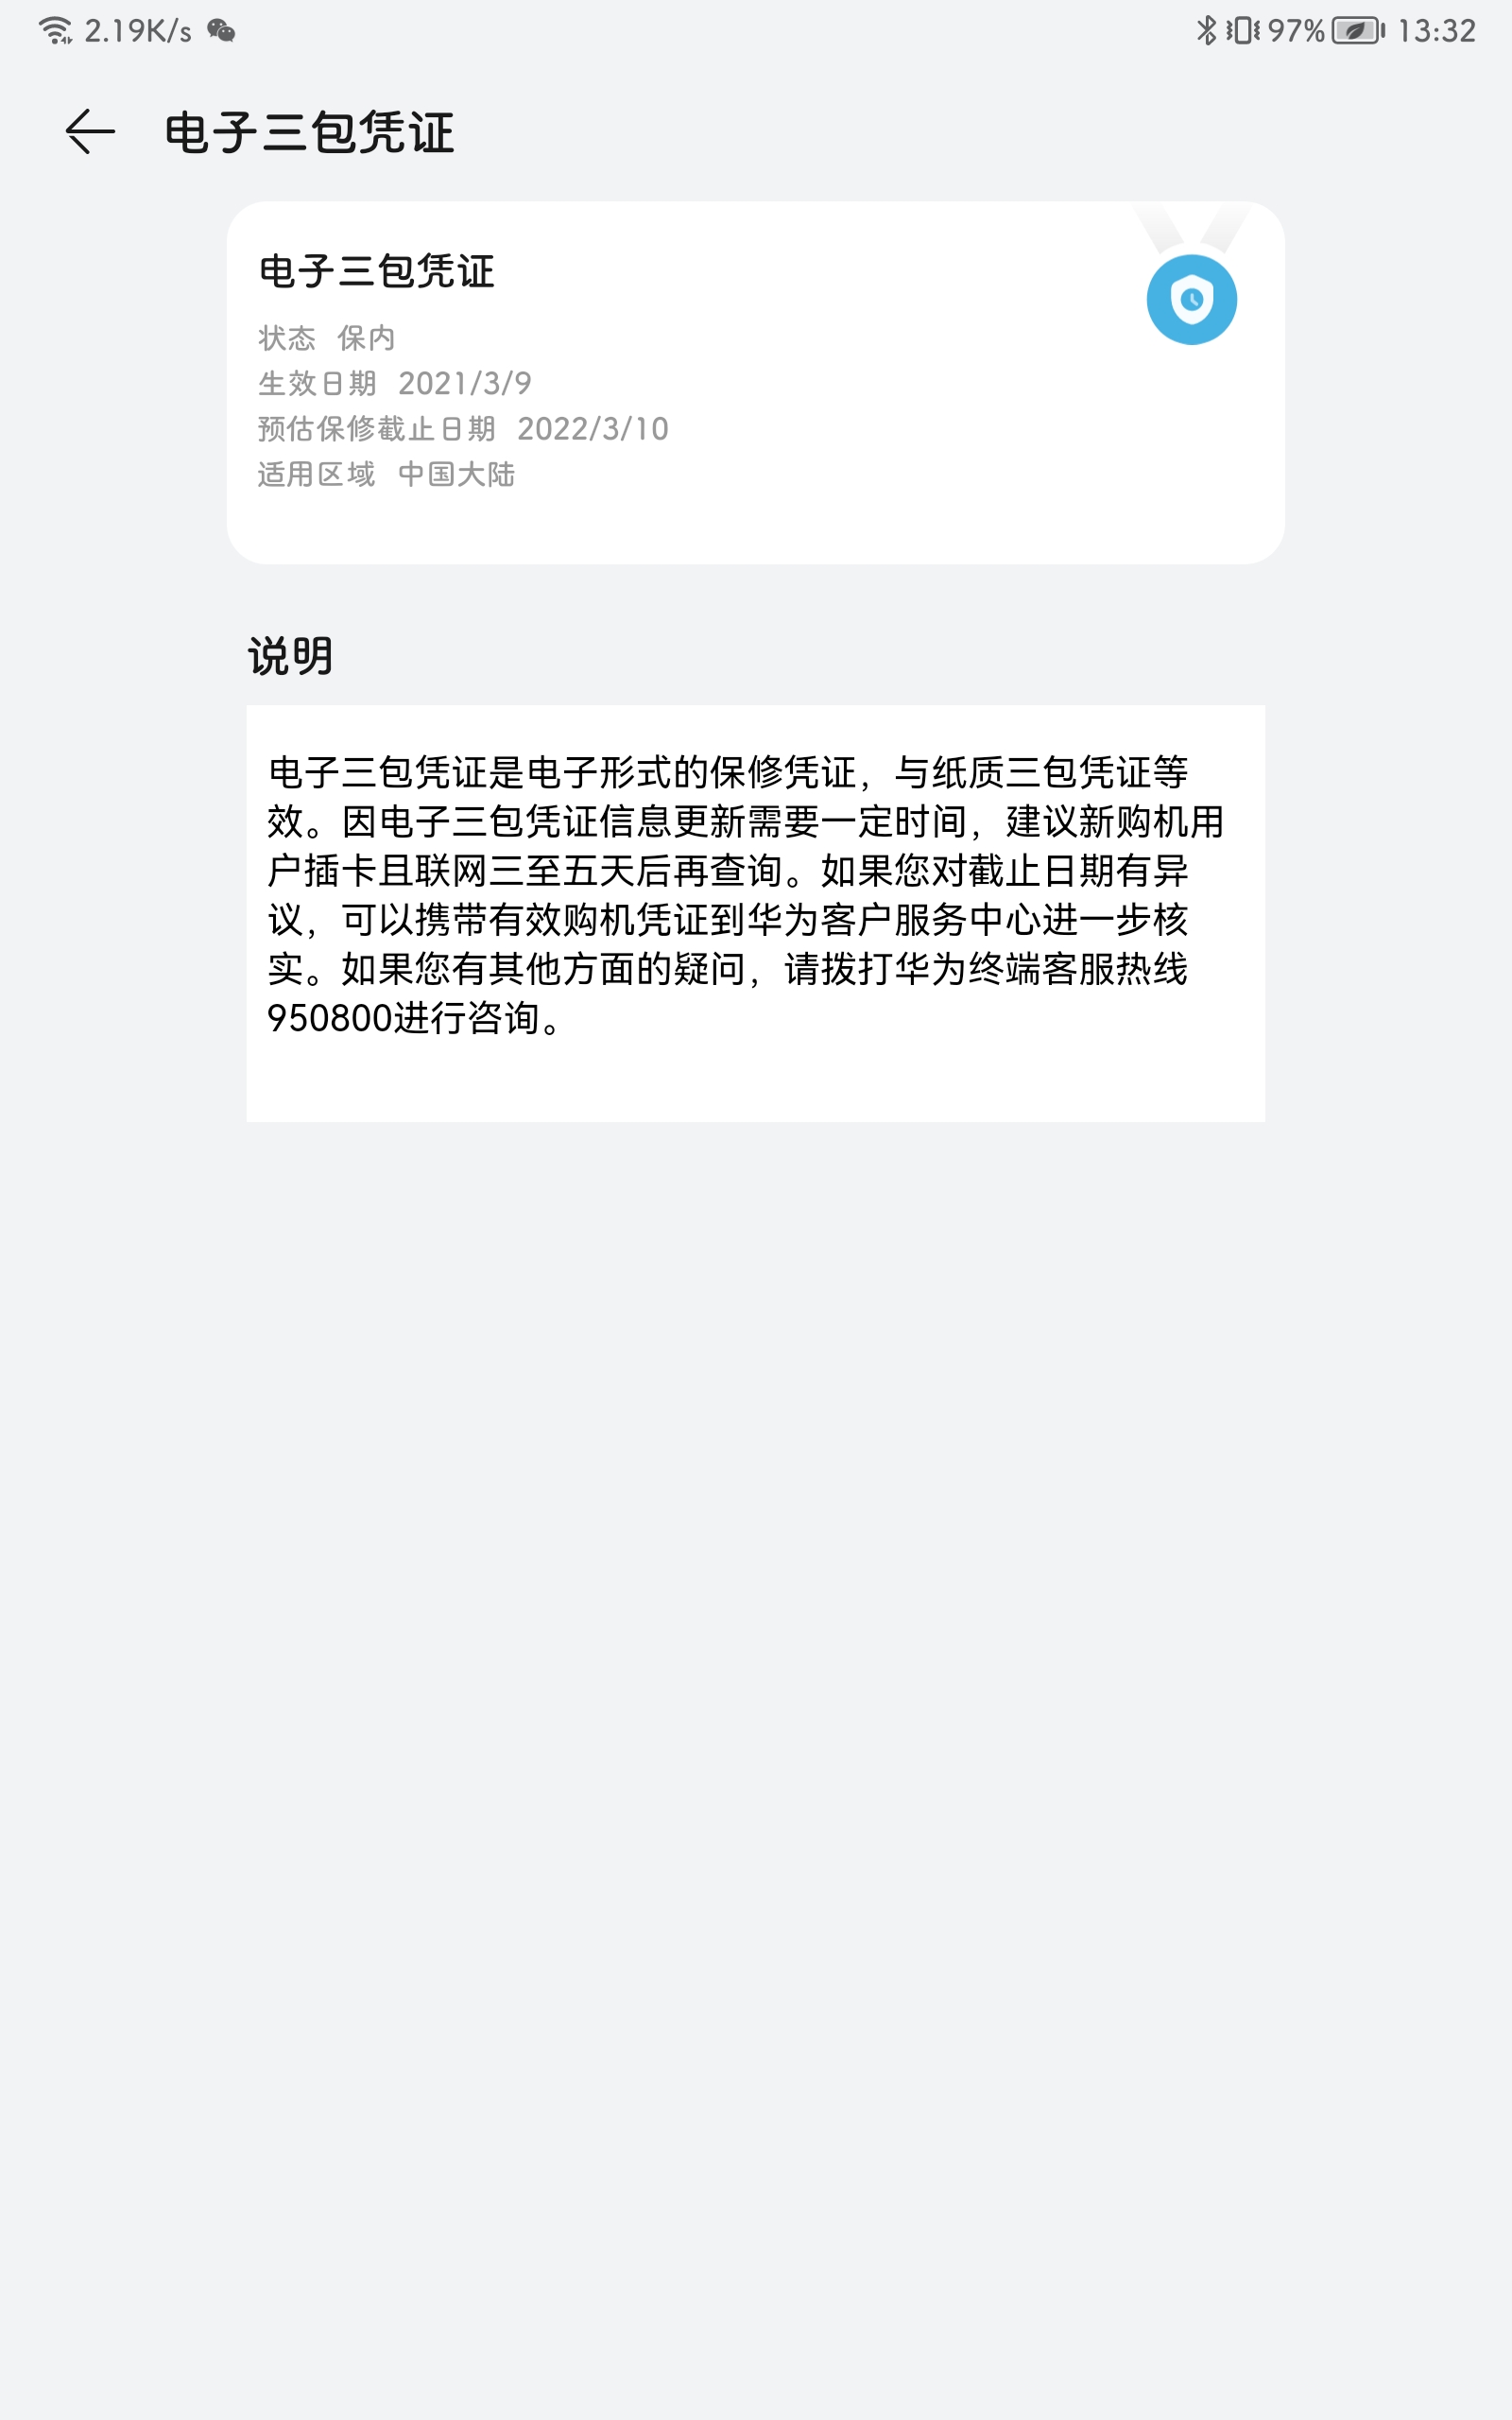 2.19K/s 97% 13:32
电子三包凭证
电子三包凭证
状态 保内
生效日期 2021/3/9
预估保修截止日期 2022/3/10
适用区域 中国大陆
说明
电子三包凭证是电子形式的保修凭证，与纸质三包凭证等
效。因电子三包凭证信息更新需要一定时间，建议新购机用
户插卡且联网三至五天后再查询。如果您对截止日期有异
议，可以携带有效购机凭证到华为客户服务中心进一步核
实。如果您有其他方面的疑问，请拨打华为终端客服热线
950800进行咨询。